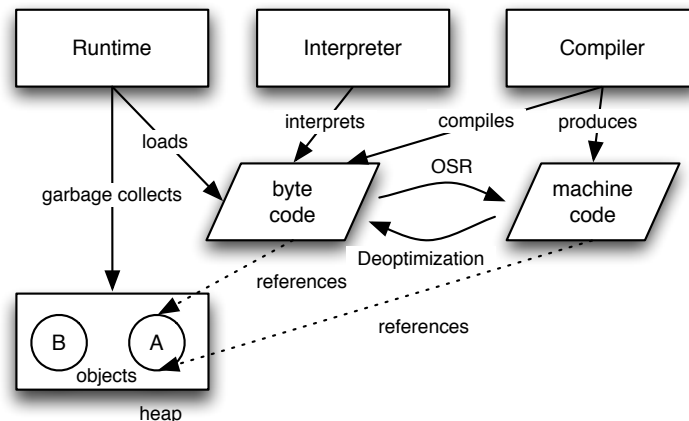 Runtime
Interpreter
Compiler
interprets
compiles
produces
loads
OSR
garbage collects
byte
code
machine
code
Deoptimization
references
references
B
A
objects
heap